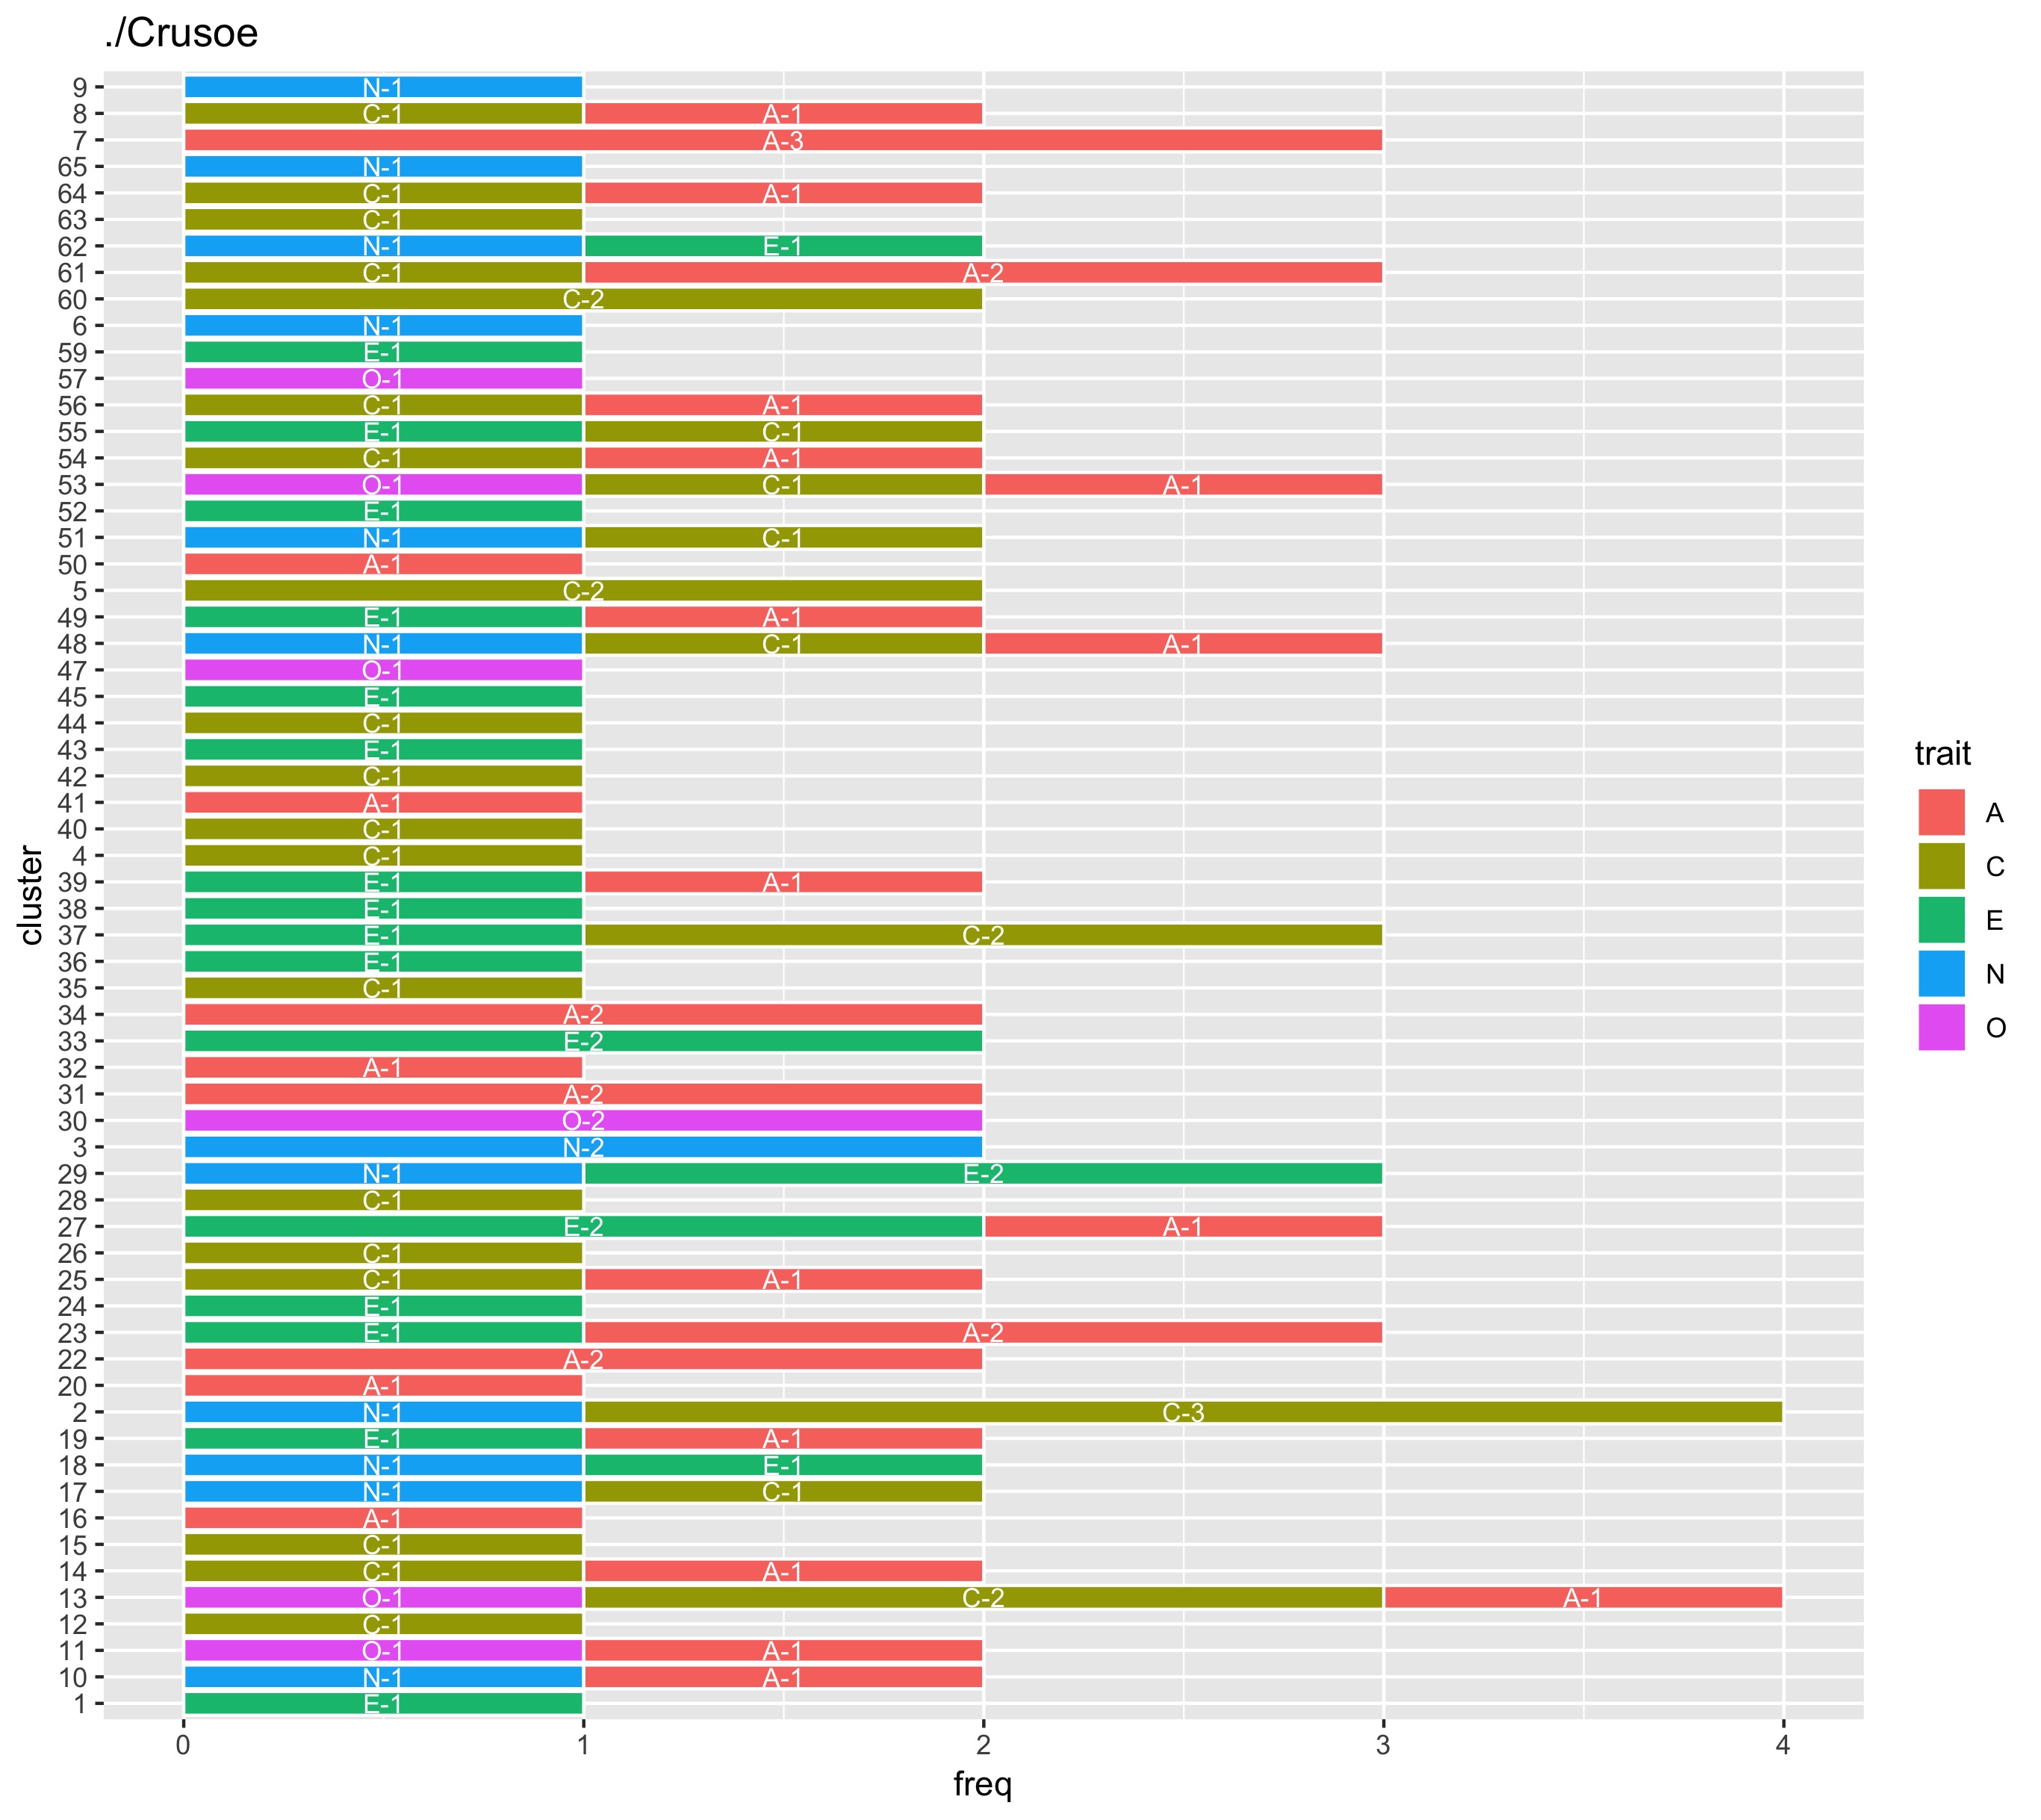 ./Crusoe
9 N-1
8 C-1 A-1
7 A-3
65 N-1
64 C-1 A-1
63 C-1
62 N-1 E-1
61 C-1 A-2
60 C-2
6 N-1
59 E-1
57 O-1
56 C-1 A-1
55 E-1 C-1
54 C-1 A-1
53 O-1 C-1 A-1
52 E-1
51 N-1 C-1
50 A-1
5 C-2
49 E-1 A-1
48 N-1 C-1 A-1
47 O-1
45 E-1
44 C-1
43 E-1
42 C-1
41 A-1
40 C-1
4 C-1
39 E-1 A-1
38 E-1
37 E-1 C-2
36 E-1
35 C-1
34 A-2
33 E-2
32 A-1
31 A-2
30 O-2
3 N-2
29 N-1 E-2
28 C-1
27 E-2 A-1
26 C-1
25 C-1 A-1
24 E-1
23 E-1 A-2
22 A-2
20 A-1
2 N-1 C-3
19 E-1 A-1
18 N-1 E-1
17 N-1 C-1
16 A-1
15 C-1
14 C-1 A-1
13 O-1 C-2 A-1
12 C-1
11 O-1 A-1
10 N-1 A-1
1 E-1
0 1 2 3 4
freq
cluster
trait
A
C
E
N
O